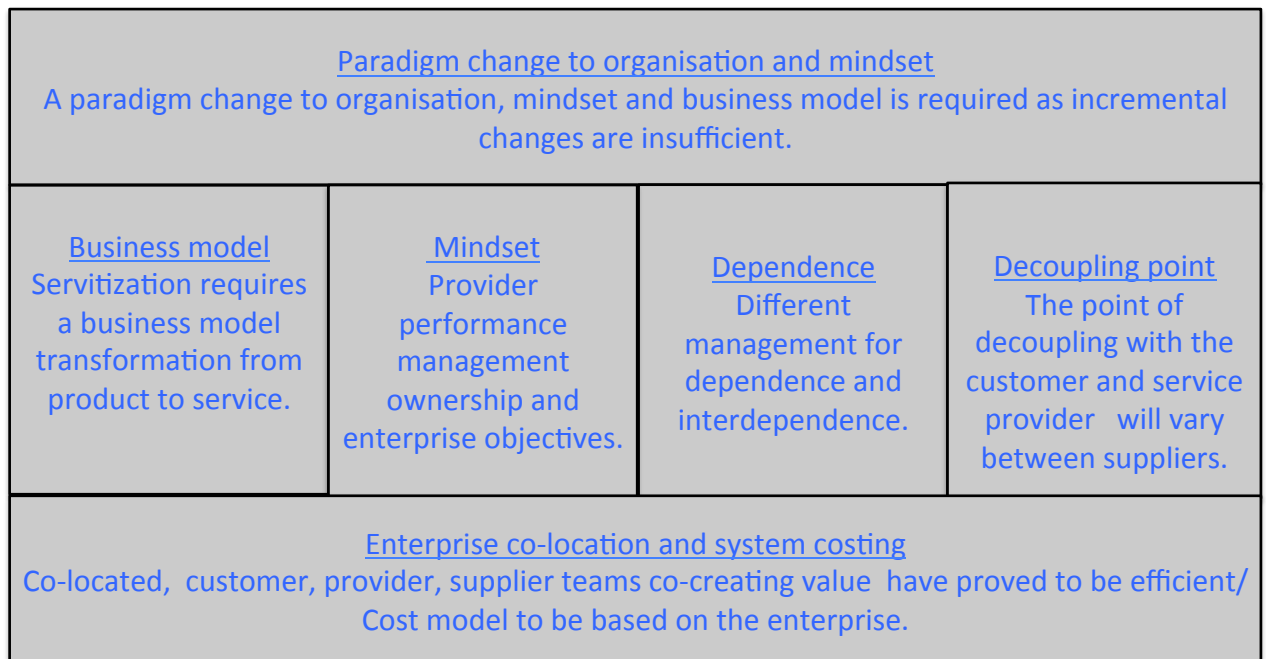 Paradigm change to organisation and mindset
A paradigm change to organisation, mindset and business model is required as incremental
changes are insufficient.
Business model
Servitization requires
a business model
transformation from
product to service.
Mindset
Provider
performance
management
ownership and
enterprise objectives.
Dependence
Different
management for
dependence and
interdependence.
Decoupling point
The point of
decoupling with the
customer and service
provider will vary
between suppliers.
Enterprise co-location and system costing
Co-located, customer, provider, supplier teams co-creating value have proved to be efficient/
Cost model to be based on the enterprise.